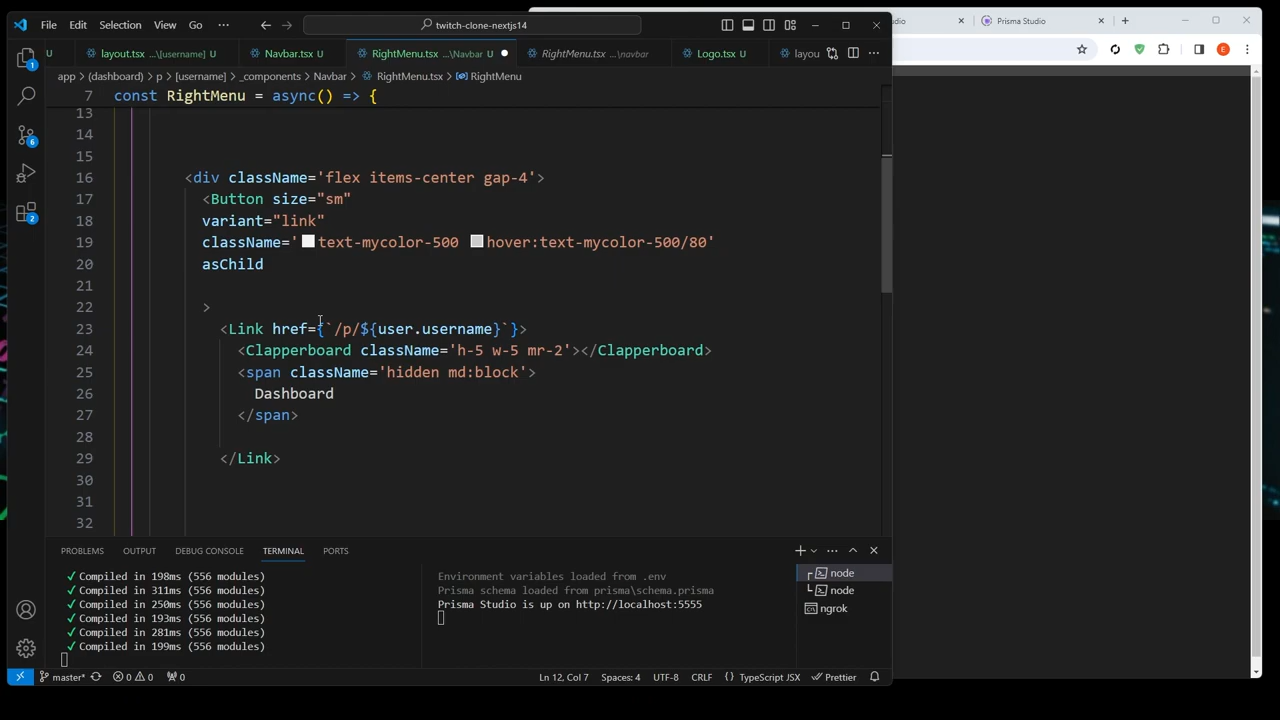 File Edit Selection View Go ··· twitch-clone-nextjs14
Prisma Studio
U layout.tsx ...\[username] U Navbar.tsx U RightMenu.tsx ...\Navbar U RightMenu.tsx ...\navbar Logo.tsx U layou
app > (dashboard) > p > [username] > _components > Navbar > RightMenu.tsx > RightMenu
7 const RightMenu = async() => {
13
14
15
16 <div className='flex items-center gap-4'>
17 <Button size="sm"
18 variant="link"
19 className='text-mycolor-500 hover:text-mycolor-500/80'
20 asChild
21
22 >
23 <Link href={`/p/${user.username}`}>
24 <Clapperboard className='h-5 w-5 mr-2'></Clapperboard>
25 <span className='hidden md:block'>
26 Dashboard
27 </span>
28
29 </Link>
30
31
32
PROBLEMS OUTPUT DEBUG CONSOLE TERMINAL PORTS
✓ Compiled in 198ms (556 modules)
✓ Compiled in 311ms (556 modules)
✓ Compiled in 250ms (556 modules)
✓ Compiled in 193ms (556 modules)
✓ Compiled in 281ms (556 modules)
✓ Compiled in 199ms (556 modules)
Environment variables loaded from .env
Prisma schema loaded from prisma\schema.prisma
Prisma Studio is up on http://localhost:5555
node
node
ngrok
master* 0 0 0 Ln 12, Col 7 Spaces: 4 UTF-8 CRLF { } TypeScript JSX Prettier
1
6
2
E